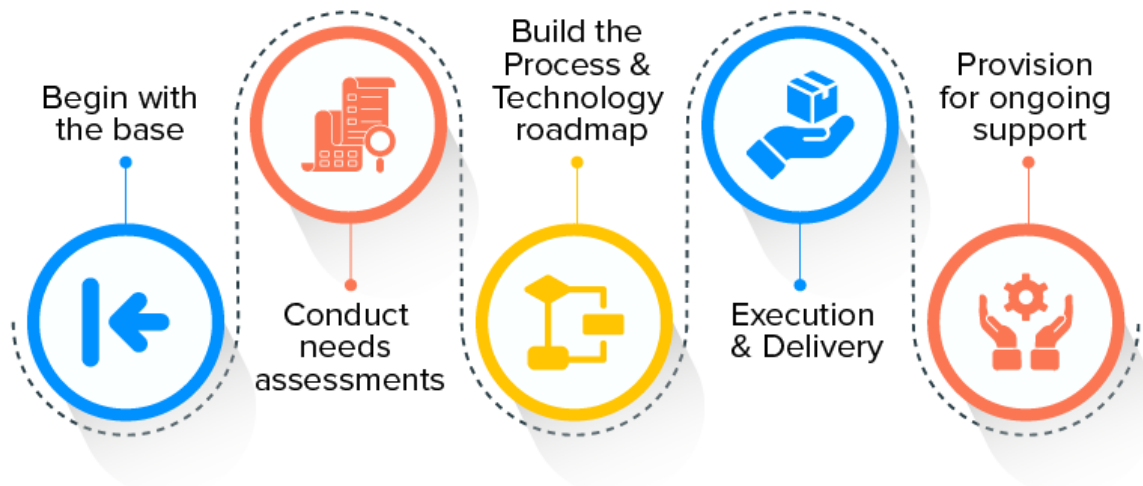 Begin with
the base
Conduct
needs
assessments
Build the
Process &
Technology
roadmap
Execution
& Delivery
Provision
for ongoing
support